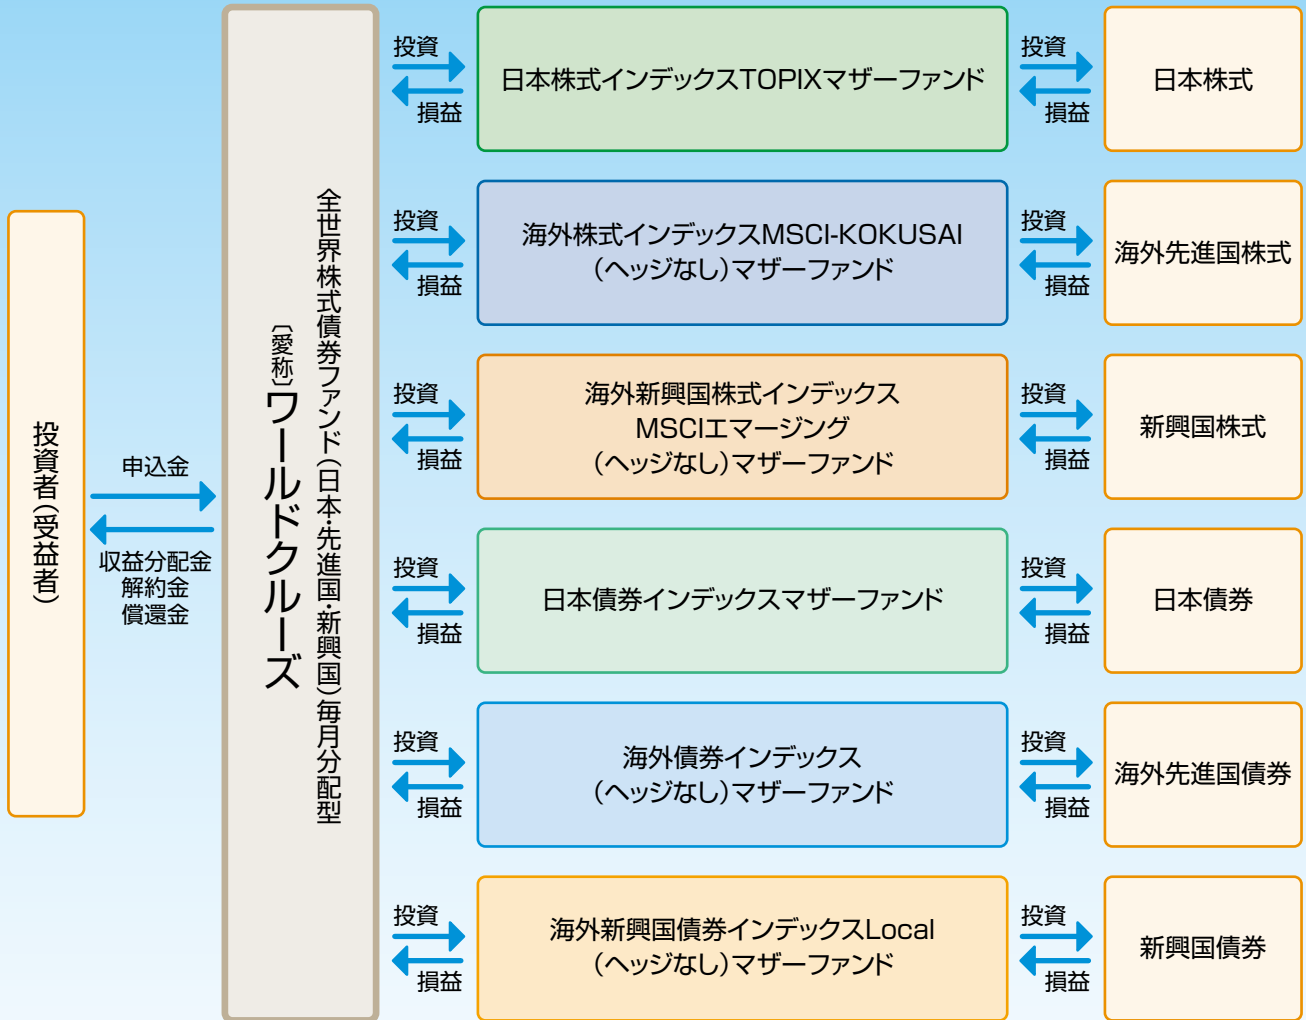 投資者（受益者）
申込金
収益分配金
解約金
償還金
全世界株式債券ファンド（日本・先進国・新興国）毎月分配型
〔愛称〕ワールドクルーズ
投資
損益
日本株式インデックスTOPIXマザーファンド
投資
損益
日本株式
投資
損益
海外株式インデックスMSCI-KOKUSAI
（ヘッジなし）マザーファンド
投資
損益
海外先進国株式
投資
損益
海外新興国株式インデックス
MSCIエマージング
（ヘッジなし）マザーファンド
投資
損益
新興国株式
投資
損益
日本債券インデックスマザーファンド
投資
損益
日本債券
投資
損益
海外債券インデックス
（ヘッジなし）マザーファンド
投資
損益
海外先進国債券
投資
損益
海外新興国債券インデックスLocal
（ヘッジなし）マザーファンド
投資
損益
新興国債券